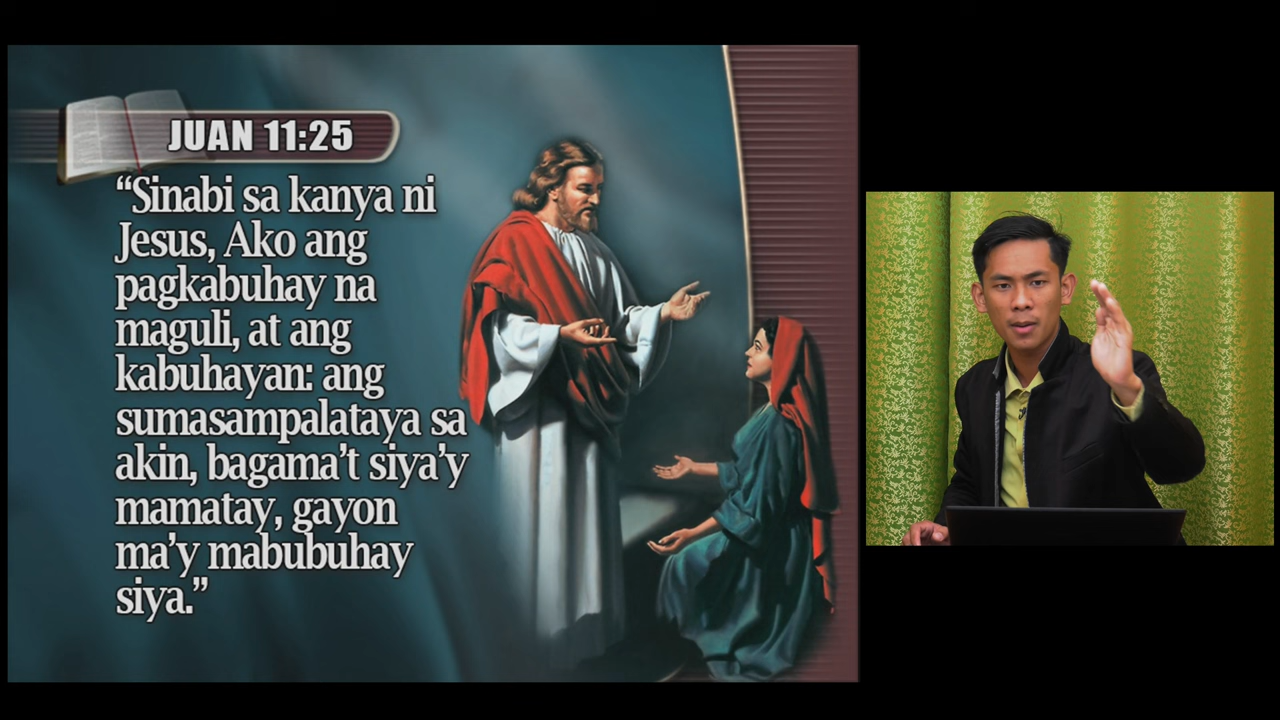 JUAN 11:25
“Sinabi sa kanya ni
Jesus, Ako ang
pagkabuhay na
maguli, at ang
kabuhayan: ang
sumasampalataya sa
akin, bagama’t siya’y
mamatay, gayon
ma’y mabubuhay
siya.”